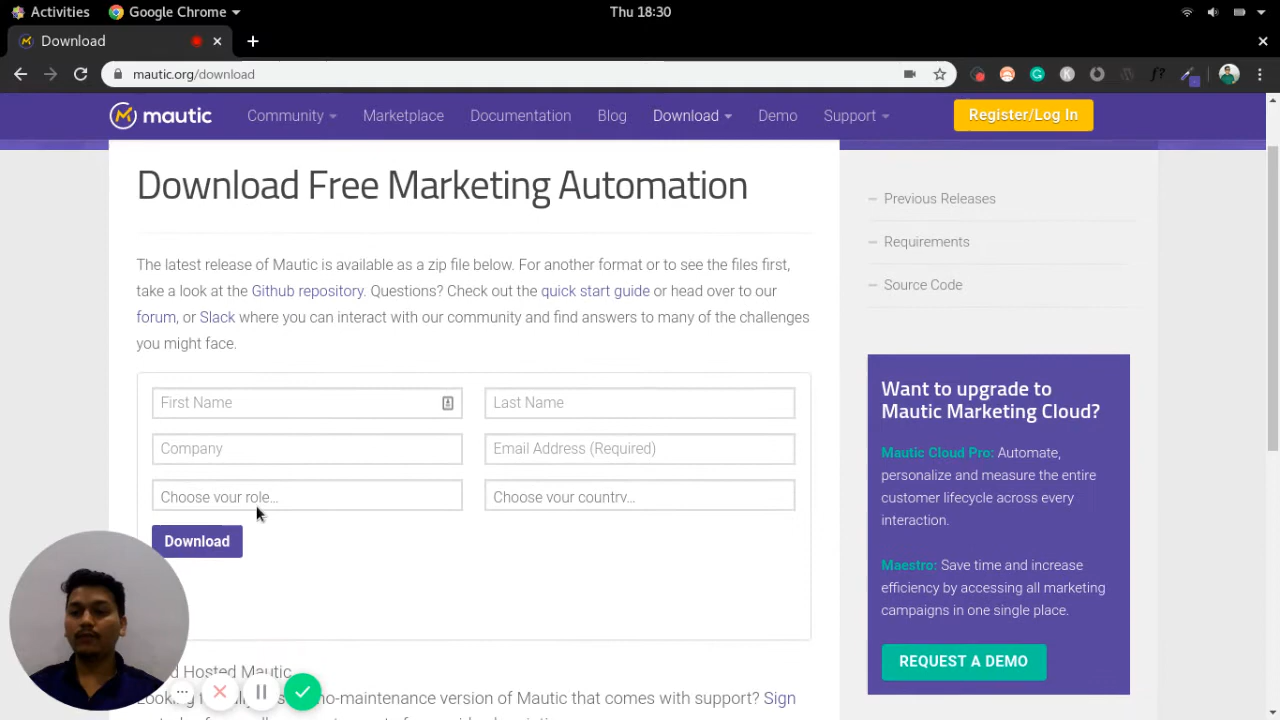 Activities
Google Chrome
Thu 18:30
Download
mautic.org/download
mautic
Community
Marketplace
Documentation
Blog
Download
Demo
Support
Register/Log In
Download Free Marketing Automation
The latest release of Mautic is available as a zip file below. For another format or to see the files first,
take a look at the Github repository. Questions? Check out the quick start guide or head over to our
forum, or Slack where you can interact with our community and find answers to many of the challenges
you might face.
First Name
Last Name
Company
Email Address (Required)
Choose your role...
Choose your country...
Download
Hosted Mautic
no-maintenance version of Mautic that comes with support? Sign
Previous Releases
Requirements
Source Code
Want to upgrade to
Mautic Marketing Cloud?
Mautic Cloud Pro: Automate,
personalize and measure the entire
customer lifecycle across every
interaction.
Maestro: Save time and increase
efficiency by accessing all marketing
campaigns in one single place.
REQUEST A DEMO